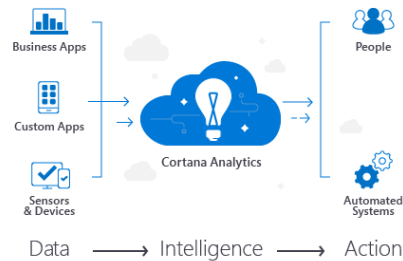 Business Apps
Custom Apps
Sensors
& Devices
Cortana Analytics
People
Automated
Systems
Data
Intelligence
Action